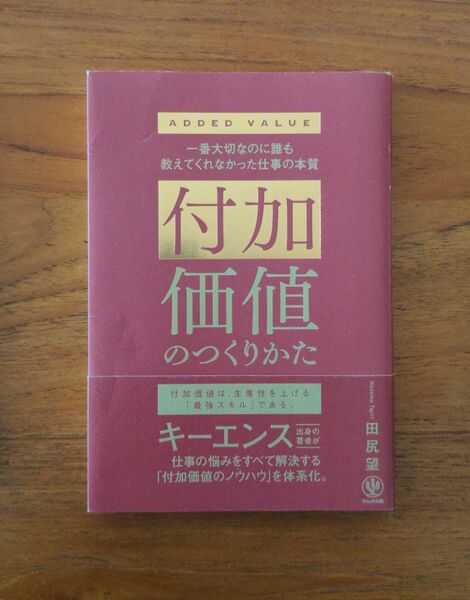 ADDED VALUE
一番大切なのに誰も
教えてくれなかった仕事の本質
付加
価値
のつくりかた
付加価値は、生産性を上げる
「最強スキル」である。
キーエンス出身の著者が
仕事の悩みをすべて解決する
「付加価値のノウハウ」を体系化。
Nozomu Tajiri
田尻望
かんき出版